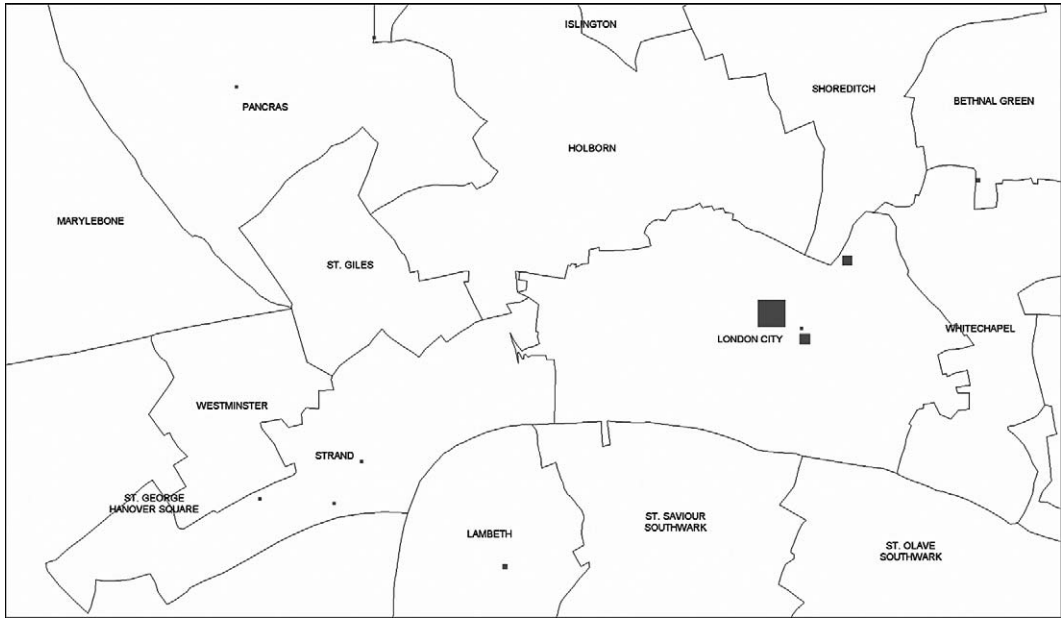 ISLINGTON
SHOREDITCH
BETHNAL GREEN
PANCRAS
HOLBORN
MARYLEBONE
ST. GILES
WHITECHAPEL
LONDON CITY
WESTMINSTER
STRAND
ST. GEORGE
HANOVER SQUARE
ST. SAVIOUR
SOUTHWARK
LAMBETH
ST. OLAVE
SOUTHWARK